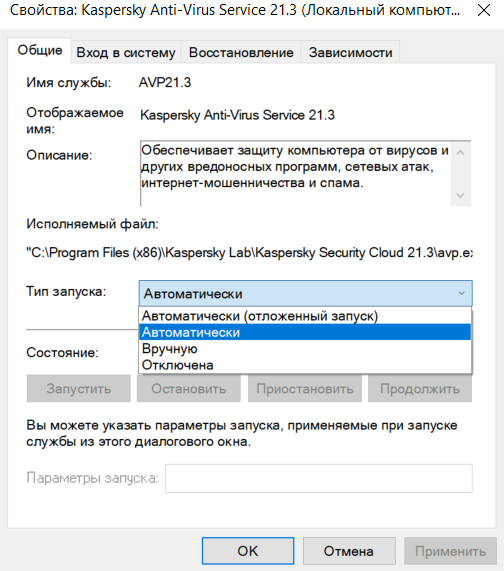 Свойства: Kaspersky Anti-Virus Service 21.3 (Локальный компьют...
Общие
Вход в систему
Восстановление
Зависимости
Имя службы:
AVP21.3
Отображаемое
имя:
Kaspersky Anti-Virus Service 21.3
Описание:
Обеспечивает защиту компьютера от вирусов и
других вредоносных программ, сетевых атак,
интернет-мошенничества и спама.
Исполняемый файл:
"C:\Program Files (x86)\Kaspersky Lab\Kaspersky Security Cloud 21.3\avp.ex
Тип запуска:
Автоматически
Автоматически (отложенный запуск)
Автоматически
Вручную
Отключена
Состояние:
Запустить
Остановить
Приостановить
Продолжить
Вы можете указать параметры запуска, применяемые при запуске
службы из этого диалогового окна.
Параметры запуска:
OK
Отмена
Применить